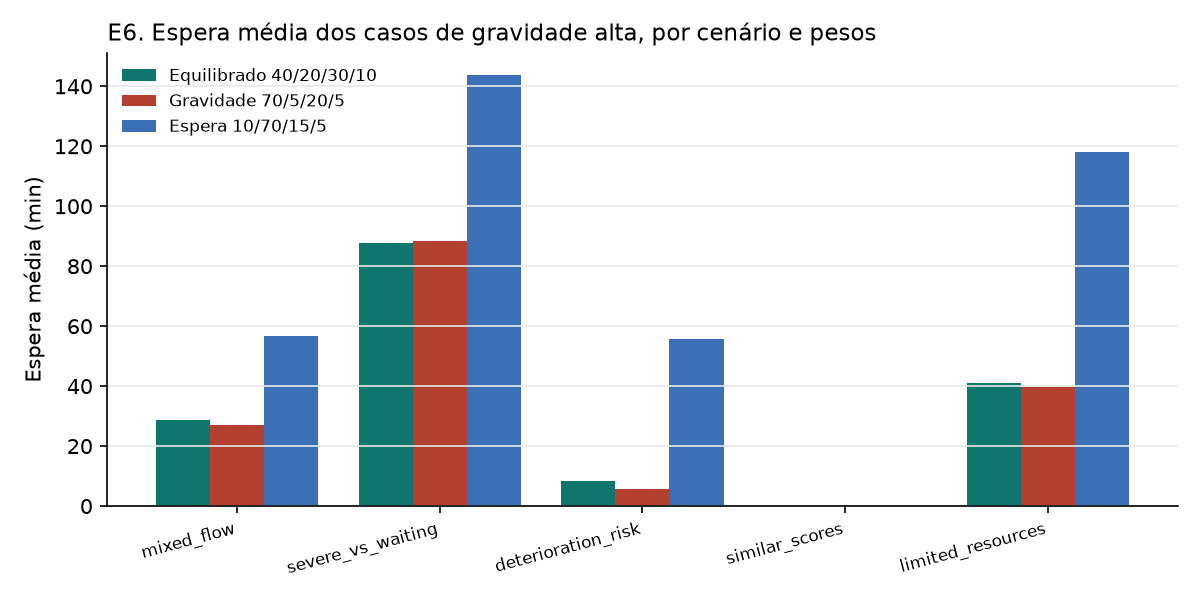 E6. Espera média dos casos de gravidade alta, por cenário e pesos
Equilibrado 40/20/30/10
Gravidade 70/5/20/5
Espera 10/70/15/5
Espera média (min)
140
120
100
80
60
40
20
0
mixed_flow
severe_vs_waiting
deterioration_risk
similar_scores
limited_resources